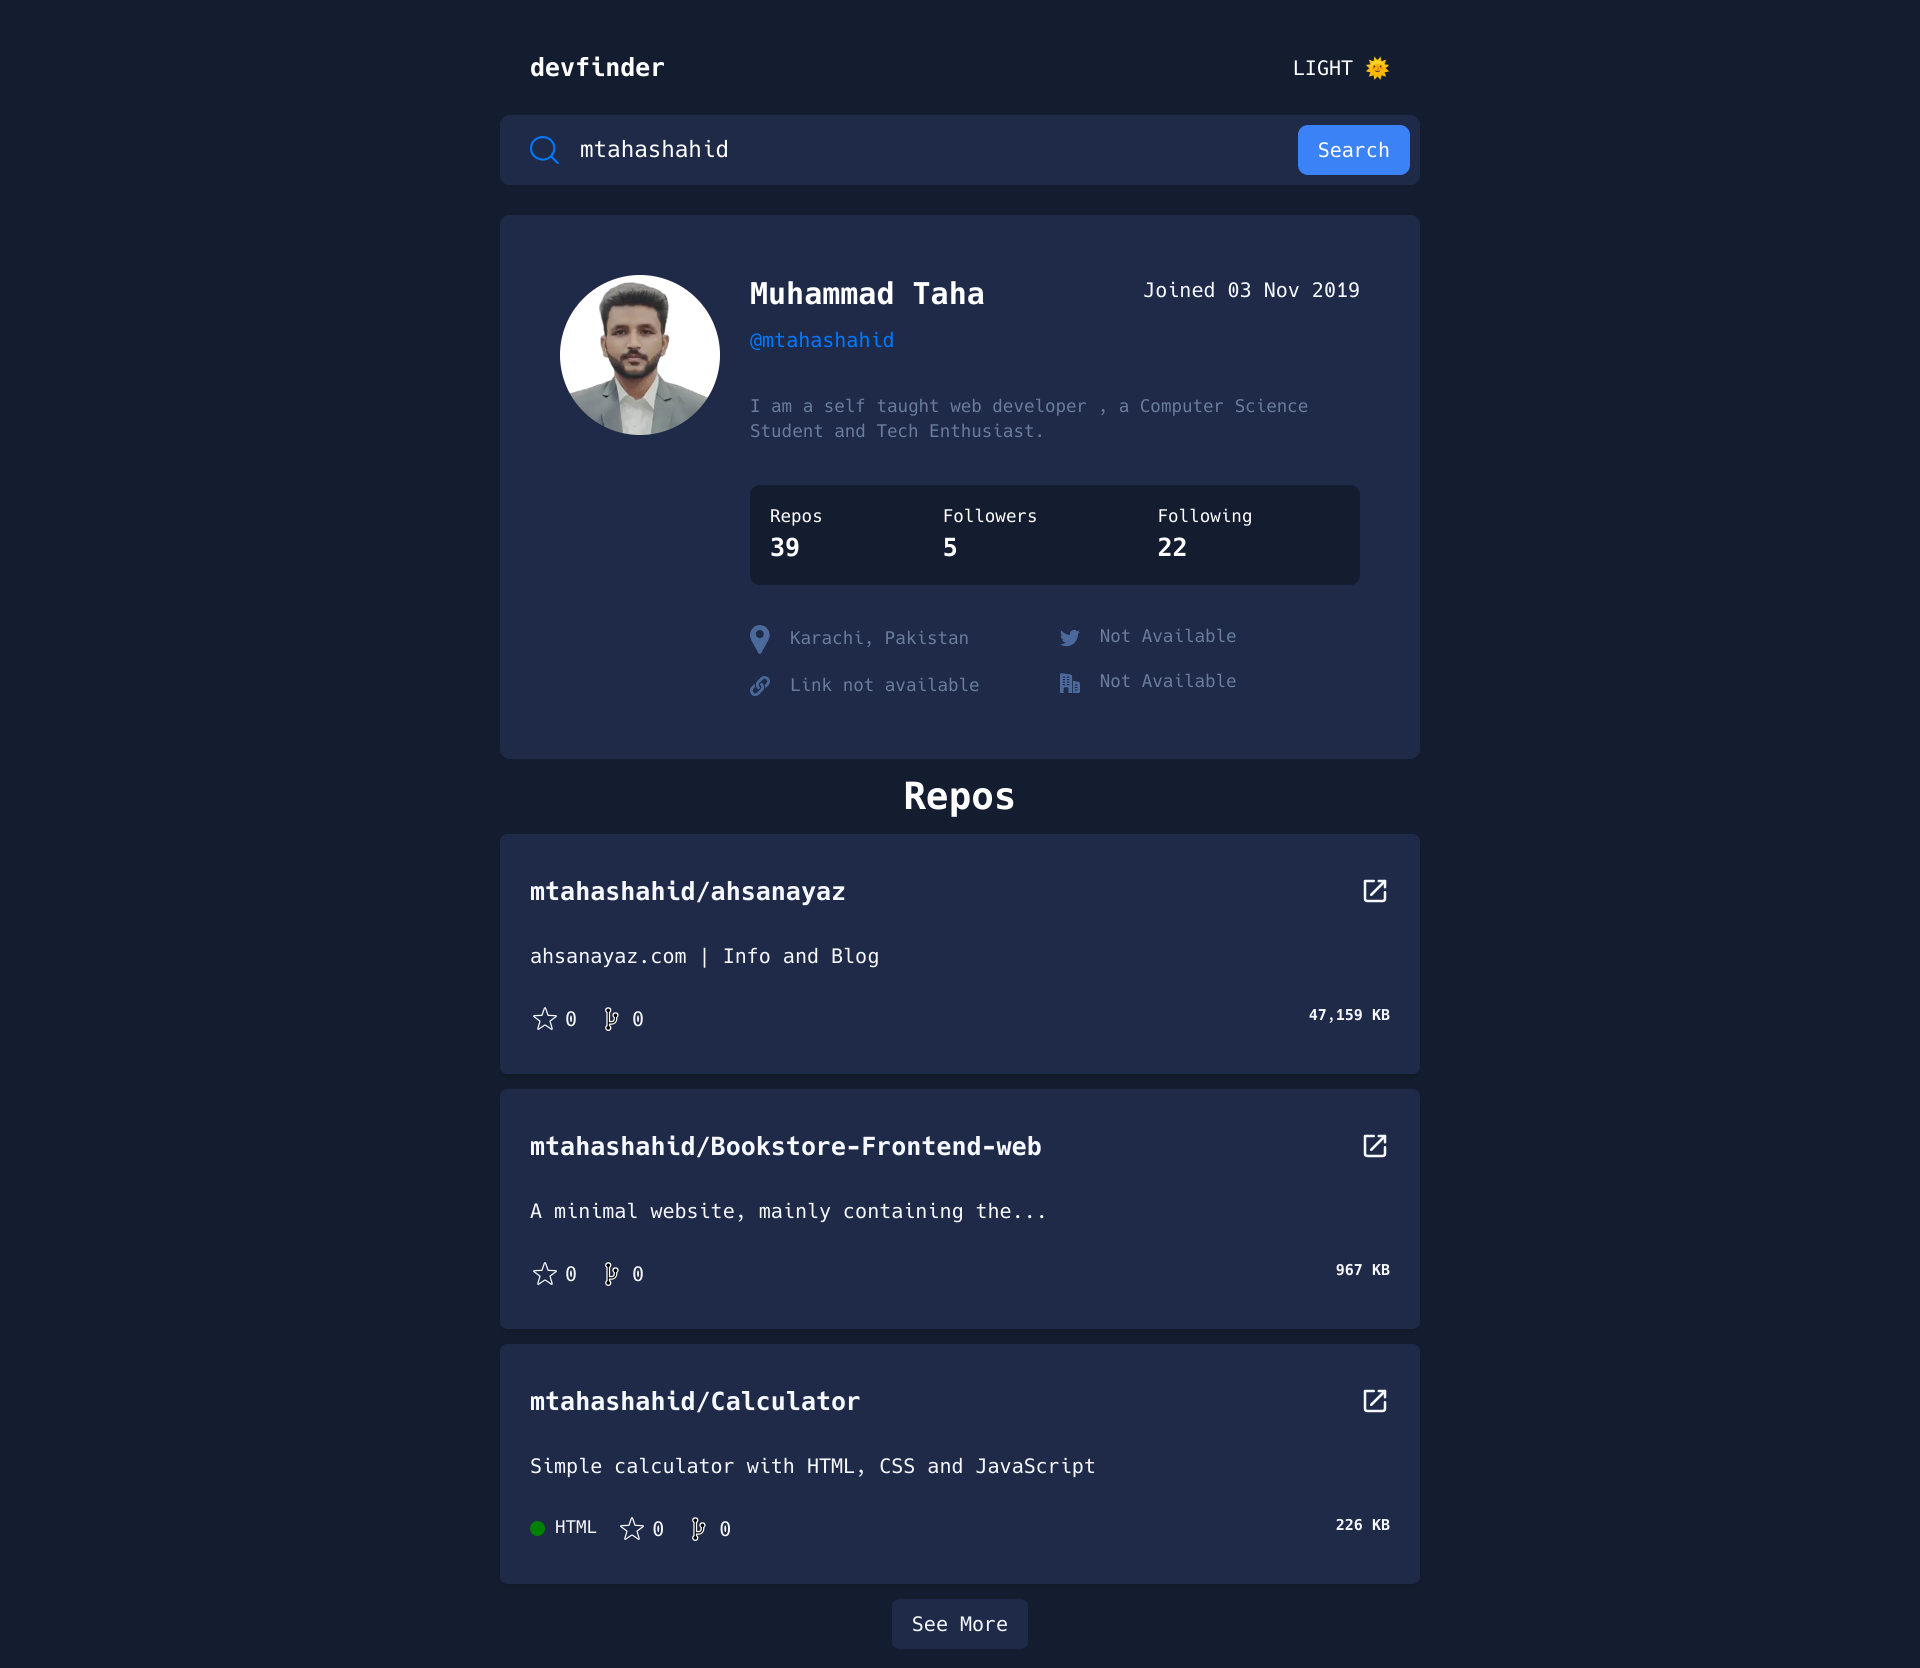 devfinder
LIGHT 🌞
mtahashahid
Search
Muhammad Taha
Joined 03 Nov 2019
@mtahashahid
I am a self taught web developer , a Computer Science
Student and Tech Enthusiast.
Repos
Followers
Following
39
5
22
Karachi, Pakistan
Not Available
Link not available
Not Available
Repos
mtahashahid/ahsanayaz
ahsanayaz.com | Info and Blog
0
0
47,159 KB
mtahashahid/Bookstore-Frontend-web
A minimal website, mainly containing the...
0
0
967 KB
mtahashahid/Calculator
Simple calculator with HTML, CSS and JavaScript
HTML
0
0
226 KB
See More